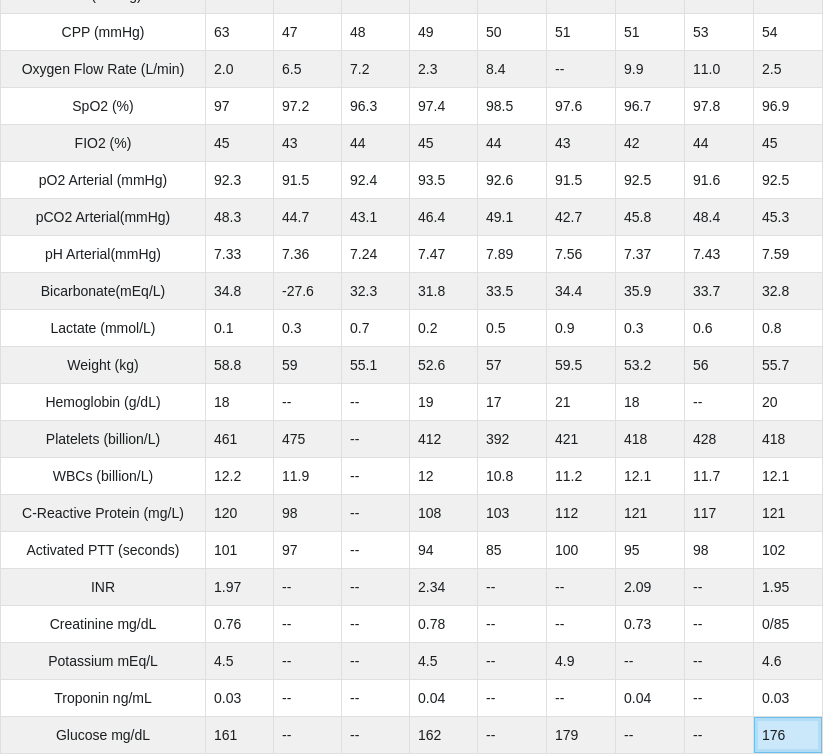 CPP (mmHg) 63 47 48 49 50 51 51 53 54
Oxygen Flow Rate (L/min) 2.0 6.5 7.2 2.3 8.4 -- 9.9 11.0 2.5
SpO2 (%) 97 97.2 96.3 97.4 98.5 97.6 96.7 97.8 96.9
FIO2 (%) 45 43 44 45 44 43 42 44 45
pO2 Arterial (mmHg) 92.3 91.5 92.4 93.5 92.6 91.5 92.5 91.6 92.5
pCO2 Arterial(mmHg) 48.3 44.7 43.1 46.4 49.1 42.7 45.8 48.4 45.3
pH Arterial(mmHg) 7.33 7.36 7.24 7.47 7.89 7.56 7.37 7.43 7.59
Bicarbonate(mEq/L) 34.8 -27.6 32.3 31.8 33.5 34.4 35.9 33.7 32.8
Lactate (mmol/L) 0.1 0.3 0.7 0.2 0.5 0.9 0.3 0.6 0.8
Weight (kg) 58.8 59 55.1 52.6 57 59.5 53.2 56 55.7
Hemoglobin (g/dL) 18 -- -- 19 17 21 18 -- 20
Platelets (billion/L) 461 475 -- 412 392 421 418 428 418
WBCs (billion/L) 12.2 11.9 -- 12 10.8 11.2 12.1 11.7 12.1
C-Reactive Protein (mg/L) 120 98 -- 108 103 112 121 117 121
Activated PTT (seconds) 101 97 -- 94 85 100 95 98 102
INR 1.97 -- -- 2.34 -- -- 2.09 -- 1.95
Creatinine mg/dL 0.76 -- -- 0.78 -- -- 0.73 -- 0/85
Potassium mEq/L 4.5 -- -- 4.5 -- 4.9 -- -- 4.6
Troponin ng/mL 0.03 -- -- 0.04 -- -- 0.04 -- 0.03
Glucose mg/dL 161 -- -- 162 -- 179 -- -- 176